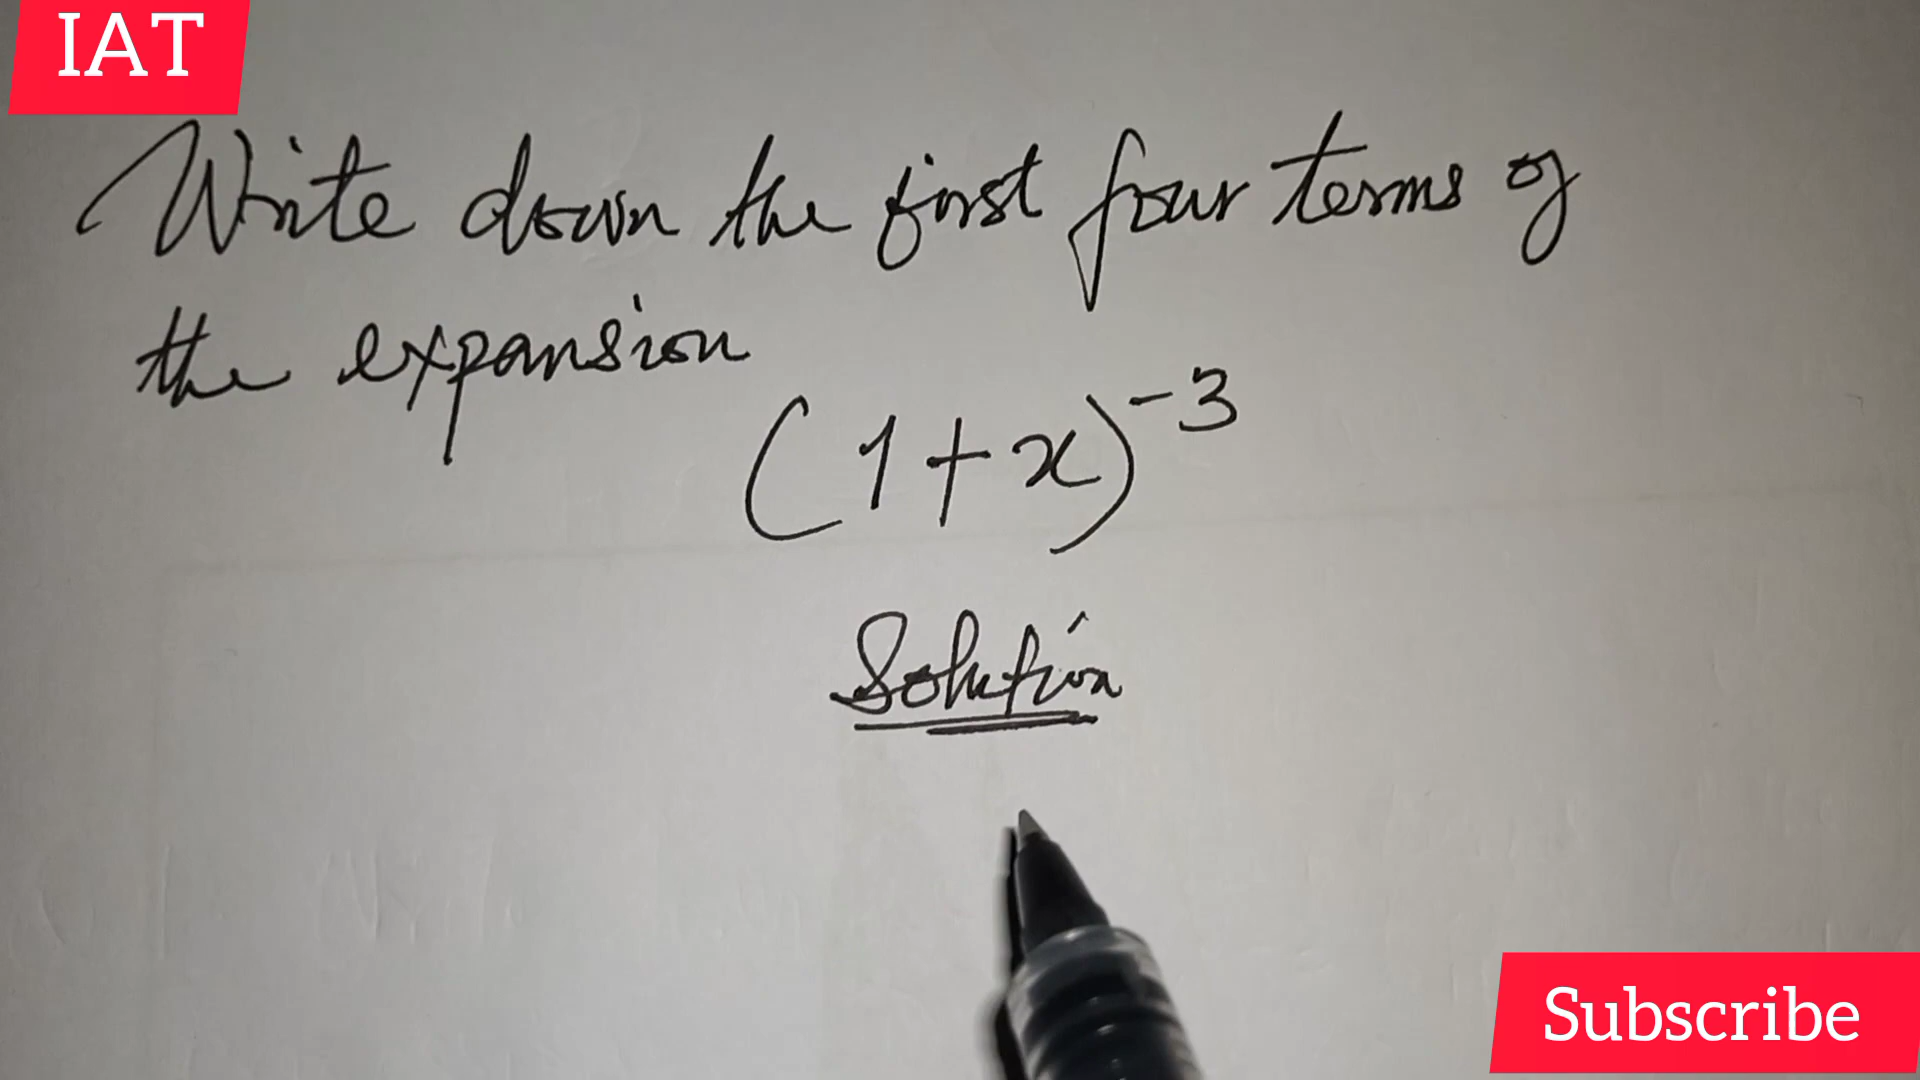 IAT
Write down the first four terms of
the expansion
(1+x)⁻³
Solution
Subscribe